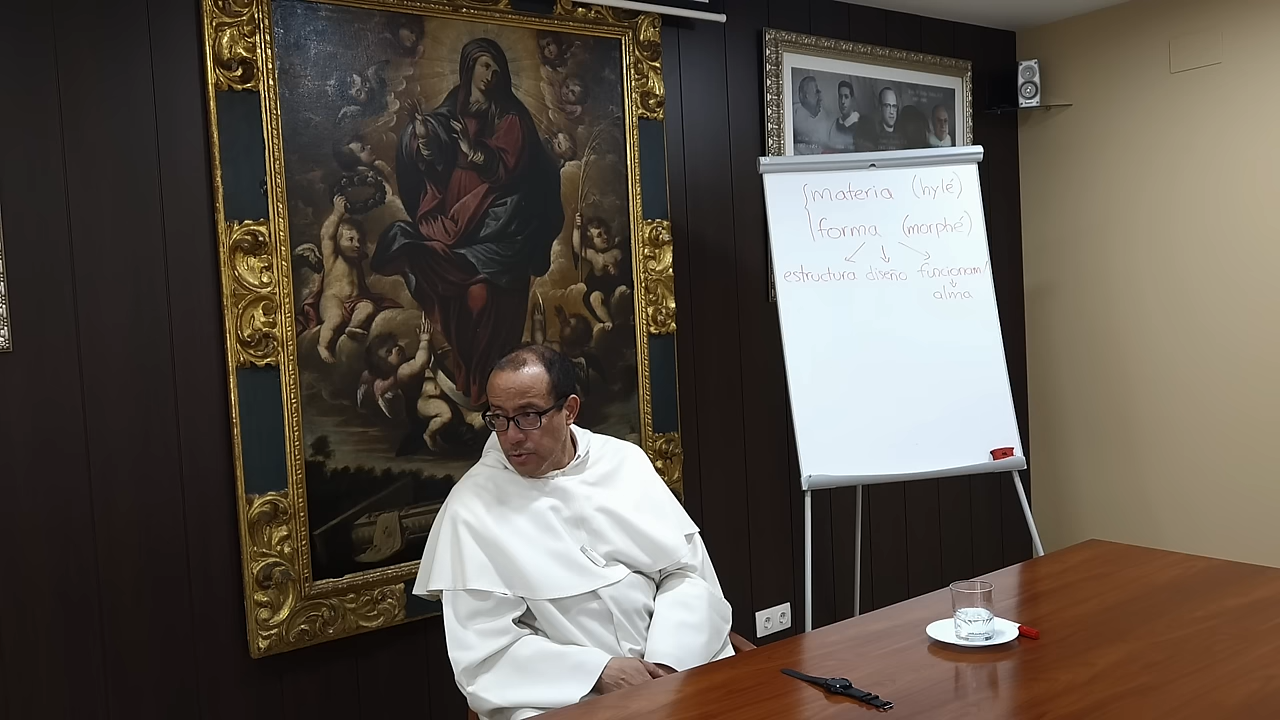 materia (hylé)
forma (morphé)
estructura diseño funcionam/
alma